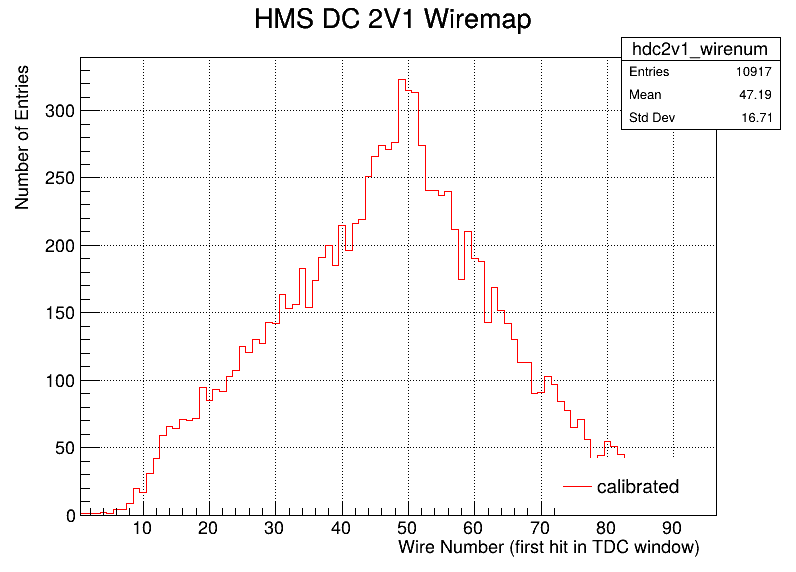 HMS DC 2V1 Wiremap
hdc2v1_wirenum
Entries 10917
Mean 47.19
Std Dev 16.71
Number of Entries
300
250
200
150
100
50
0
calibrated
10 20 30 40 50 60 70 80 90
Wire Number (first hit in TDC window)